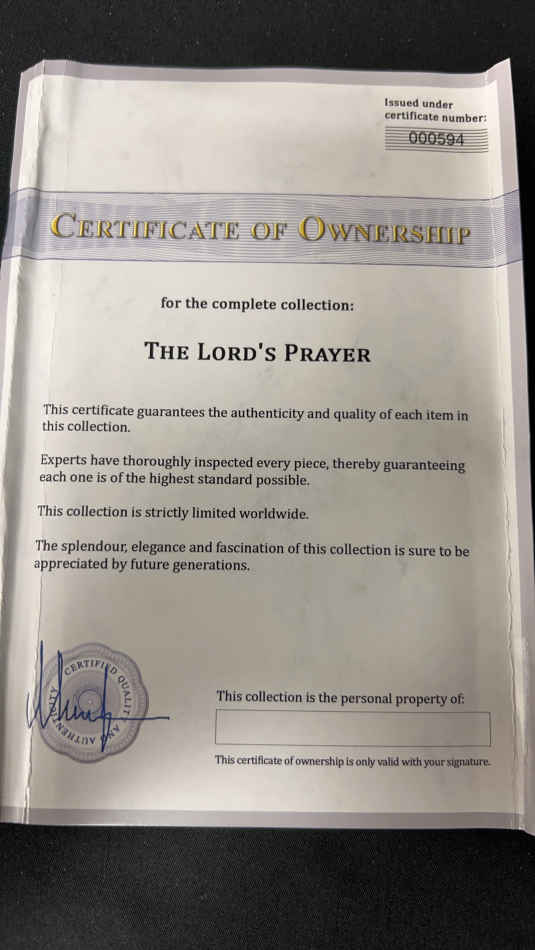 Issued under
certificate number:
000594
CERTIFICATE OF OWNERSHIP
for the complete collection:
THE LORD'S PRAYER
This certificate guarantees the authenticity and quality of each item in
this collection.
Experts have thoroughly inspected every piece, thereby guaranteeing
each one is of the highest standard possible.
This collection is strictly limited worldwide.
The splendour, elegance and fascination of this collection is sure to be
appreciated by future generations.
CERTIFIED QUALITY AND AUTHENTICITY
This collection is the personal property of:
This certificate of ownership is only valid with your signature.